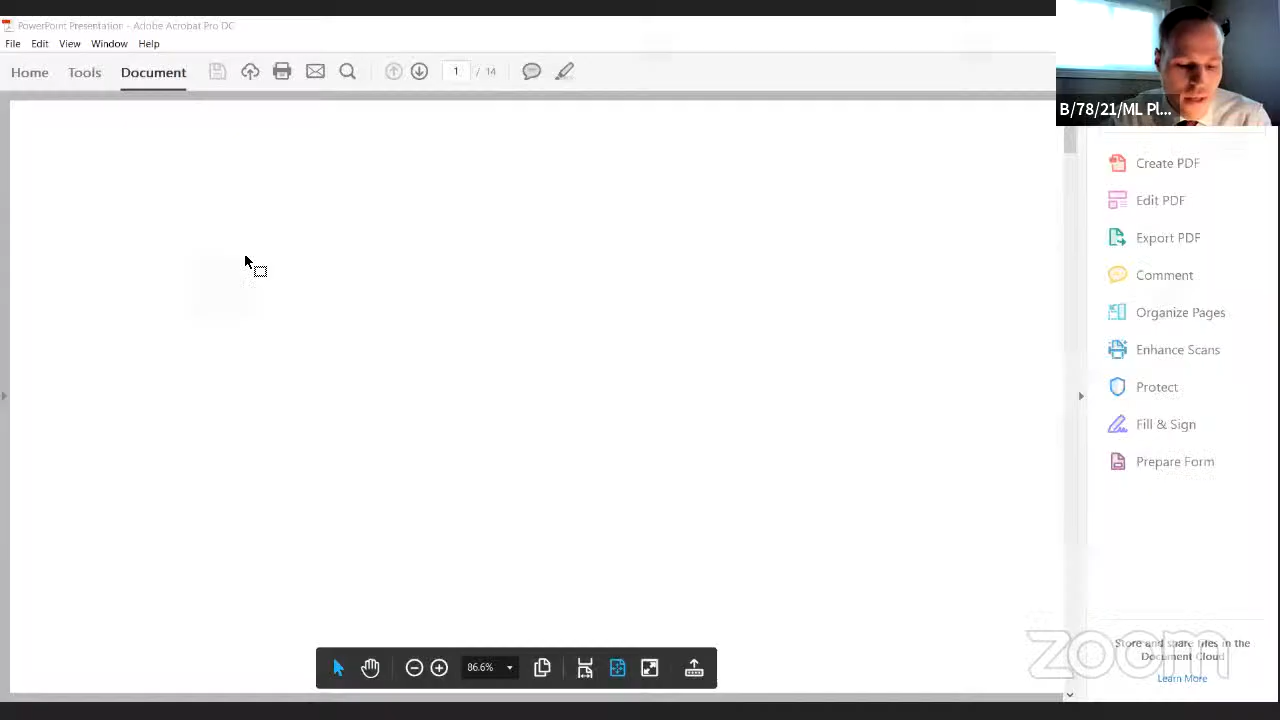 PowerPoint Presentation - Adobe Acrobat Pro DC
File Edit View Window Help
Home Tools Document 1 / 14
B/78/21/ML Pl...
Create PDF
Edit PDF
Export PDF
Comment
Organize Pages
Enhance Scans
Protect
Fill & Sign
Prepare Form
86.6%
zoom
Store and share files in the
Document Cloud
Learn More